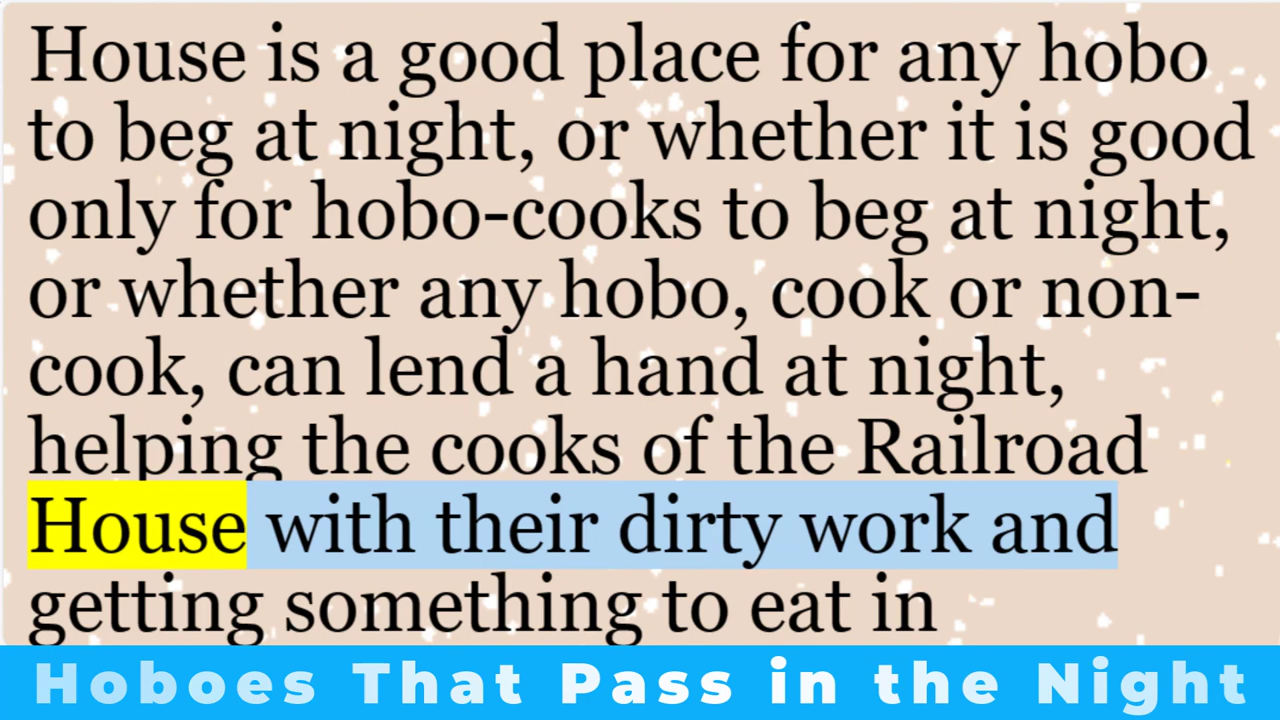 House is a good place for any hobo
to beg at night, or whether it is good
only for hobo-cooks to beg at night,
or whether any hobo, cook or non-
cook, can lend a hand at night,
helping the cooks of the Railroad
House with their dirty work and
getting something to eat in
Hoboes That Pass in the Night